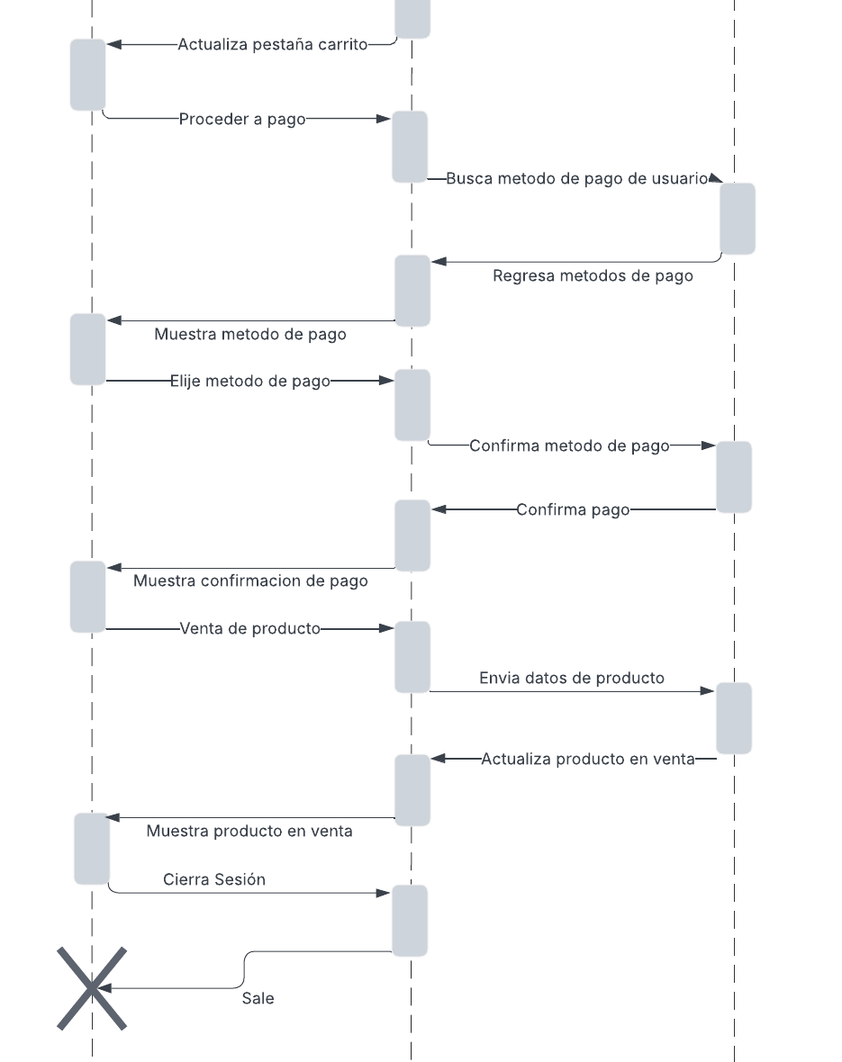 Actualiza pestaña carrito
Proceder a pago
Busca metodo de pago de usuario
Regresa metodos de pago
Muestra metodo de pago
Elije metodo de pago
Confirma metodo de pago
Confirma pago
Muestra confirmacion de pago
Venta de producto
Envia datos de producto
Actualiza producto en venta
Muestra producto en venta
Cierra Sesión
Sale